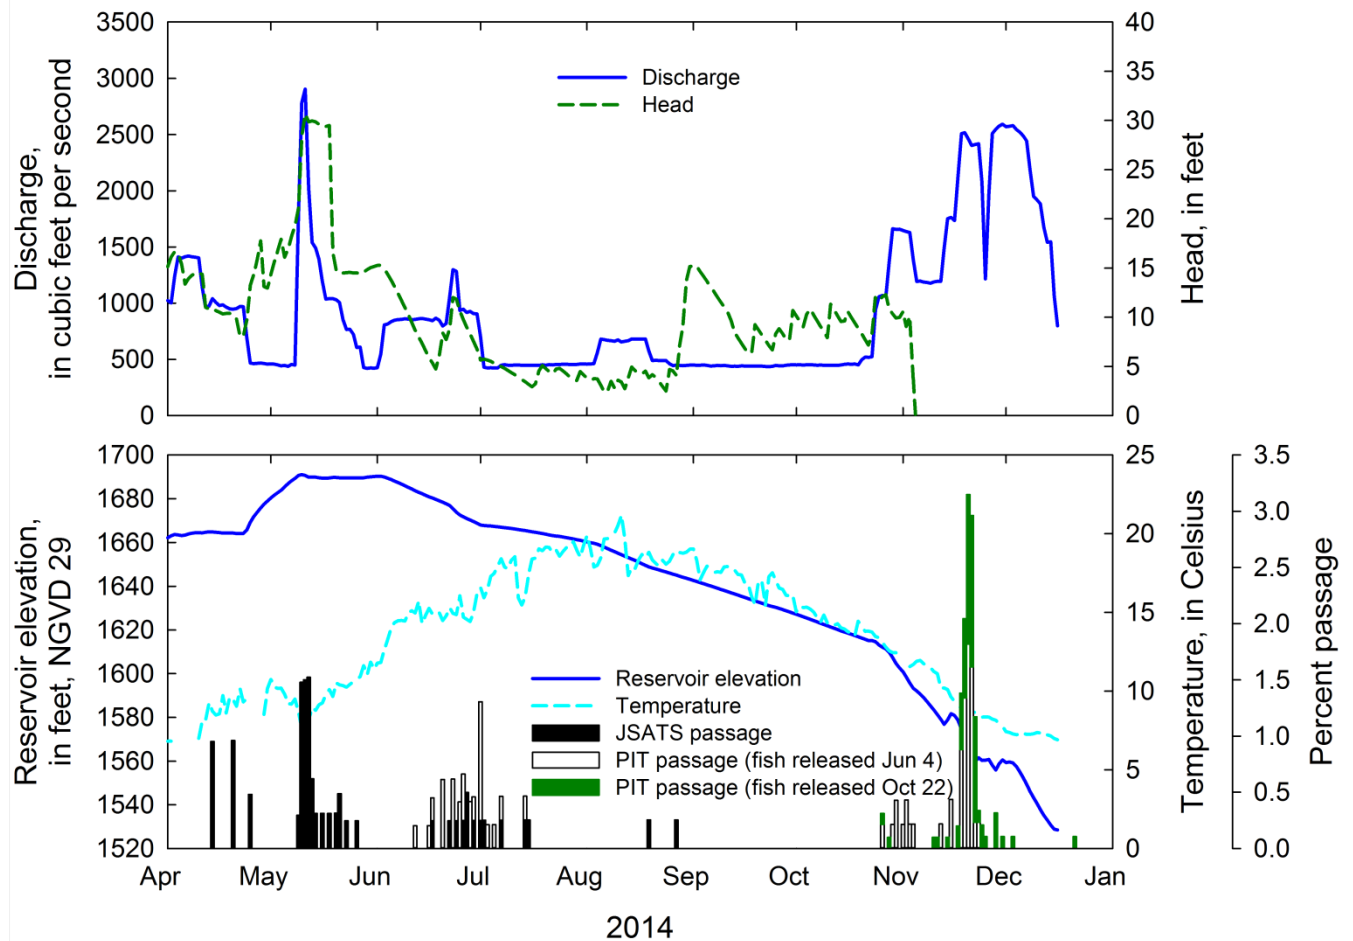 3500
3000
2500
2000
1500
1000
500
0
Discharge,
in cubic feet per second
Discharge
Head
40
35
30
25
20
15
10
5
0
Head, in feet
1700
1680
1660
1640
1620
1600
1580
1560
1540
1520
Reservoir elevation,
in feet, NGVD 29
Reservoir elevation
Temperature
JSATS passage
PIT passage (fish released Jun 4)
PIT passage (fish released Oct 22)
25
20
15
10
5
0
Temperature, in Celsius
3.5
3.0
2.5
2.0
1.5
1.0
0.5
0.0
Percent passage
Apr May Jun Jul Aug Sep Oct Nov Dec Jan
2014